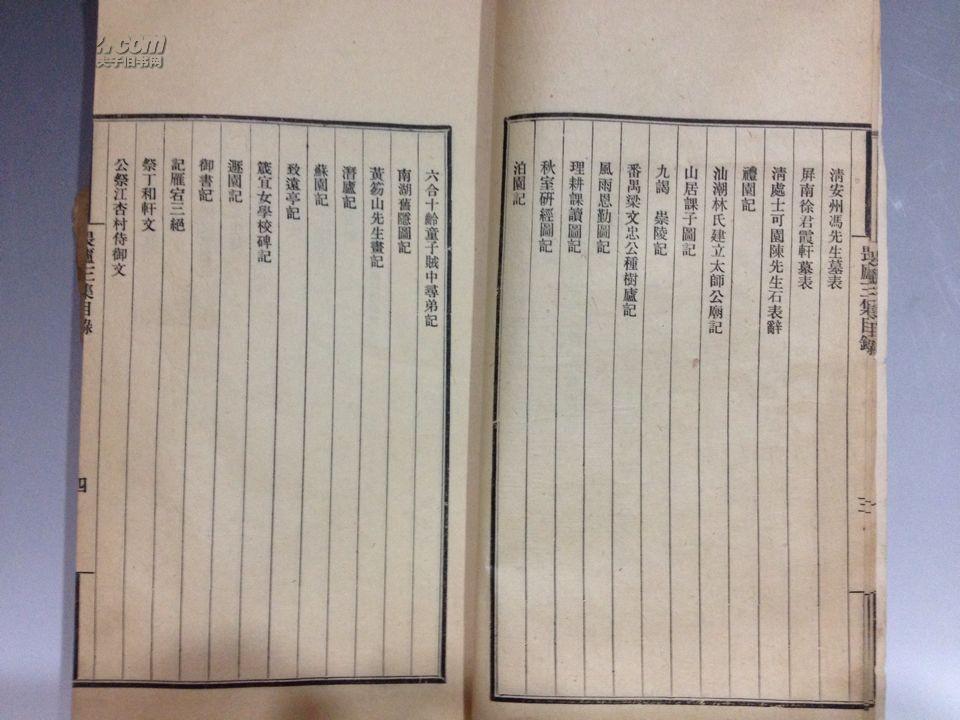 清安州馮先生墓表
屏南徐君霞軒墓表
清處士可園陳先生石表辭
禮園記
汕潮林氏建立太師公廟記
山居課子圖記
九謁　崇陵記
番禺梁文忠公種樹廬記
風雨恩勤圖記
理耕課讀圖記
秋室研經圖記
泊園記
六合十齡童子賊中尋弟記
南湖舊隱圖記
黃芴山先生畫記
潛廬記
蘇園記
致遠亭記
箴宜女學校碑記
遯園記
御書記
記雁宕三絕
祭丁和軒文
公祭江杏村侍御文
畏廬三集目錄
四
畏廬三集目錄
三
.com
夫子旧书网